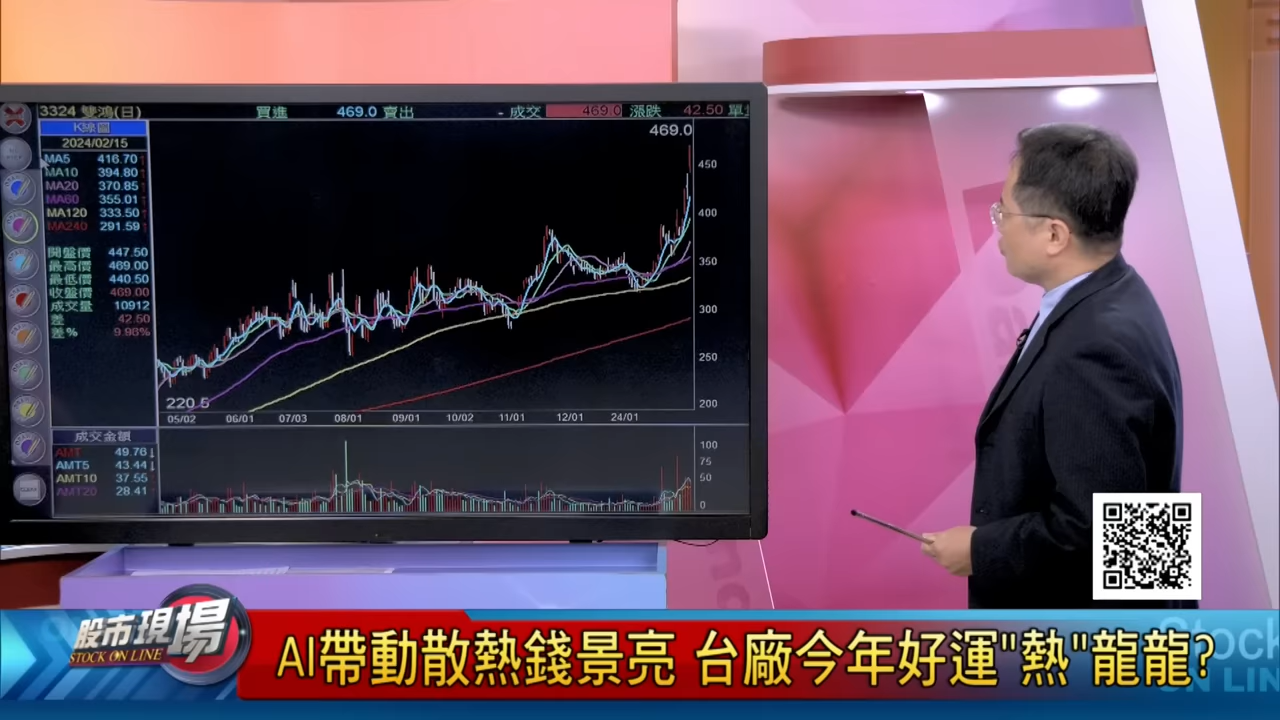 3324 雙鴻(日) 買進 469.0 賣出 - 成交 469.0 漲跌 42.50
K線圖
2024/02/15
MA5 416.70
MA10 394.80
MA20 370.85
MA60 355.01
MA120 333.50
MA240 291.59
開盤價 447.50
最高價 469.00
最低價 440.50
收盤價 469.00
成交量 10912
差 42.50
差% 9.98%
469.0
450
400
350
300
250
200
220.5
05/02 06/01 07/03 08/01 09/01 10/02 11/01 12/01 24/01
成交金額
AMT 49.76
AMT5 43.44
AMT10 37.55
AMT20 28.41
100
75
50
0
股市現場
STOCK ON LINE
AI帶動散熱錢景亮 台廠今年好運"熱"龍龍?
Stock
ON LIN